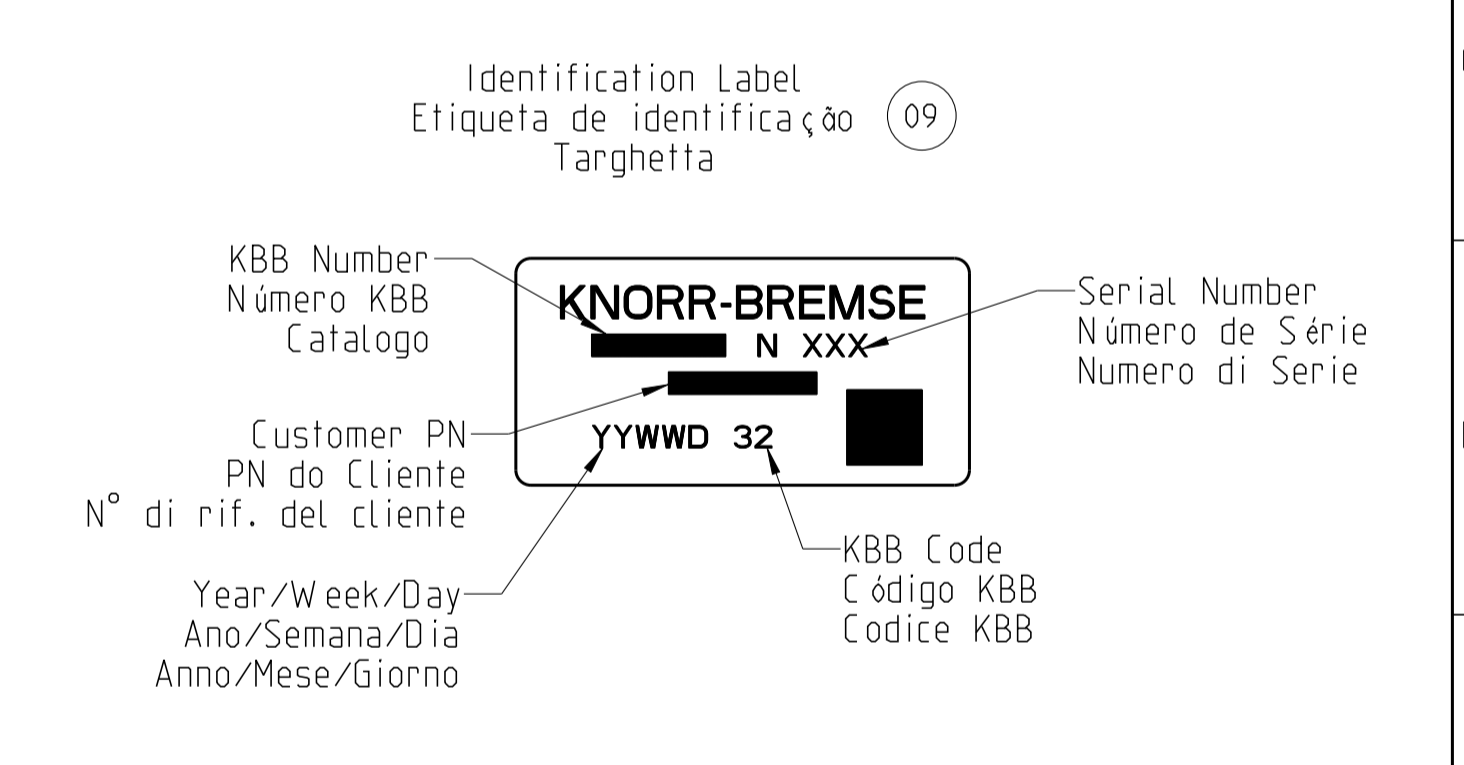 Identification Label
Etiqueta de identificação
Targhetta
09
KBB Number
Número KBB
Catalogo
KNORR-BREMSE
N XXX
YYWWD 32
Serial Number
Número de Série
Numero di Serie
Customer PN
PN do Cliente
N° di rif. del cliente
Year/Week/Day
Ano/Semana/Dia
Anno/Mese/Giorno
KBB Code
Código KBB
Codice KBB